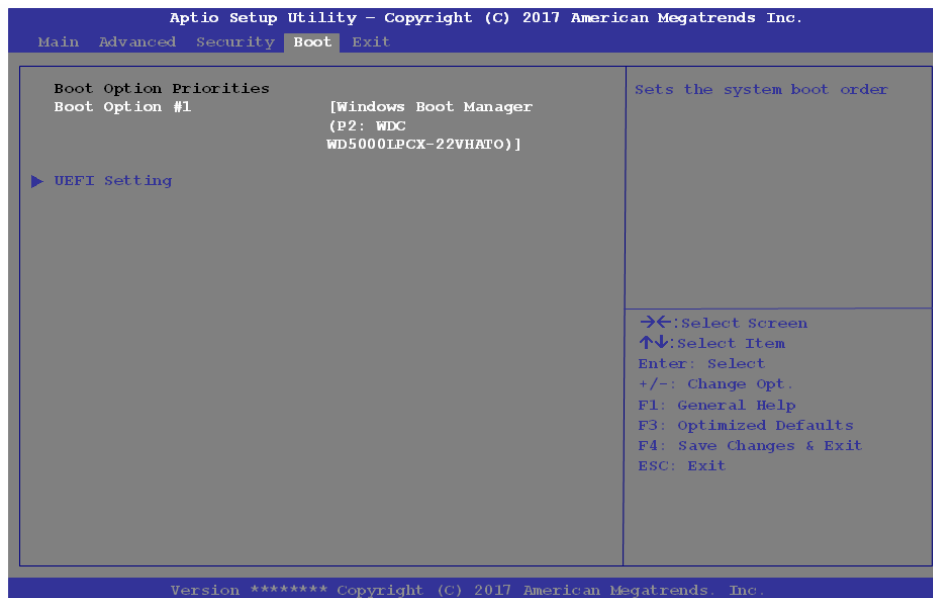 Aptio Setup Utility – Copyright (C) 2017 American Megatrends Inc.
Main Advanced Security Boot Exit
Boot Option Priorities
Boot Option #1 [Windows Boot Manager
(P2: WDC
WD5000LPCX-22VHATO)]
▶ UEFI Setting
Sets the system boot order
→←:Select Screen
↑↓:Select Item
Enter: Select
+/-: Change Opt.
F1: General Help
F3: Optimized Defaults
F4: Save Changes & Exit
ESC: Exit
Version ******** Copyright (C) 2017 American Megatrends. Inc.